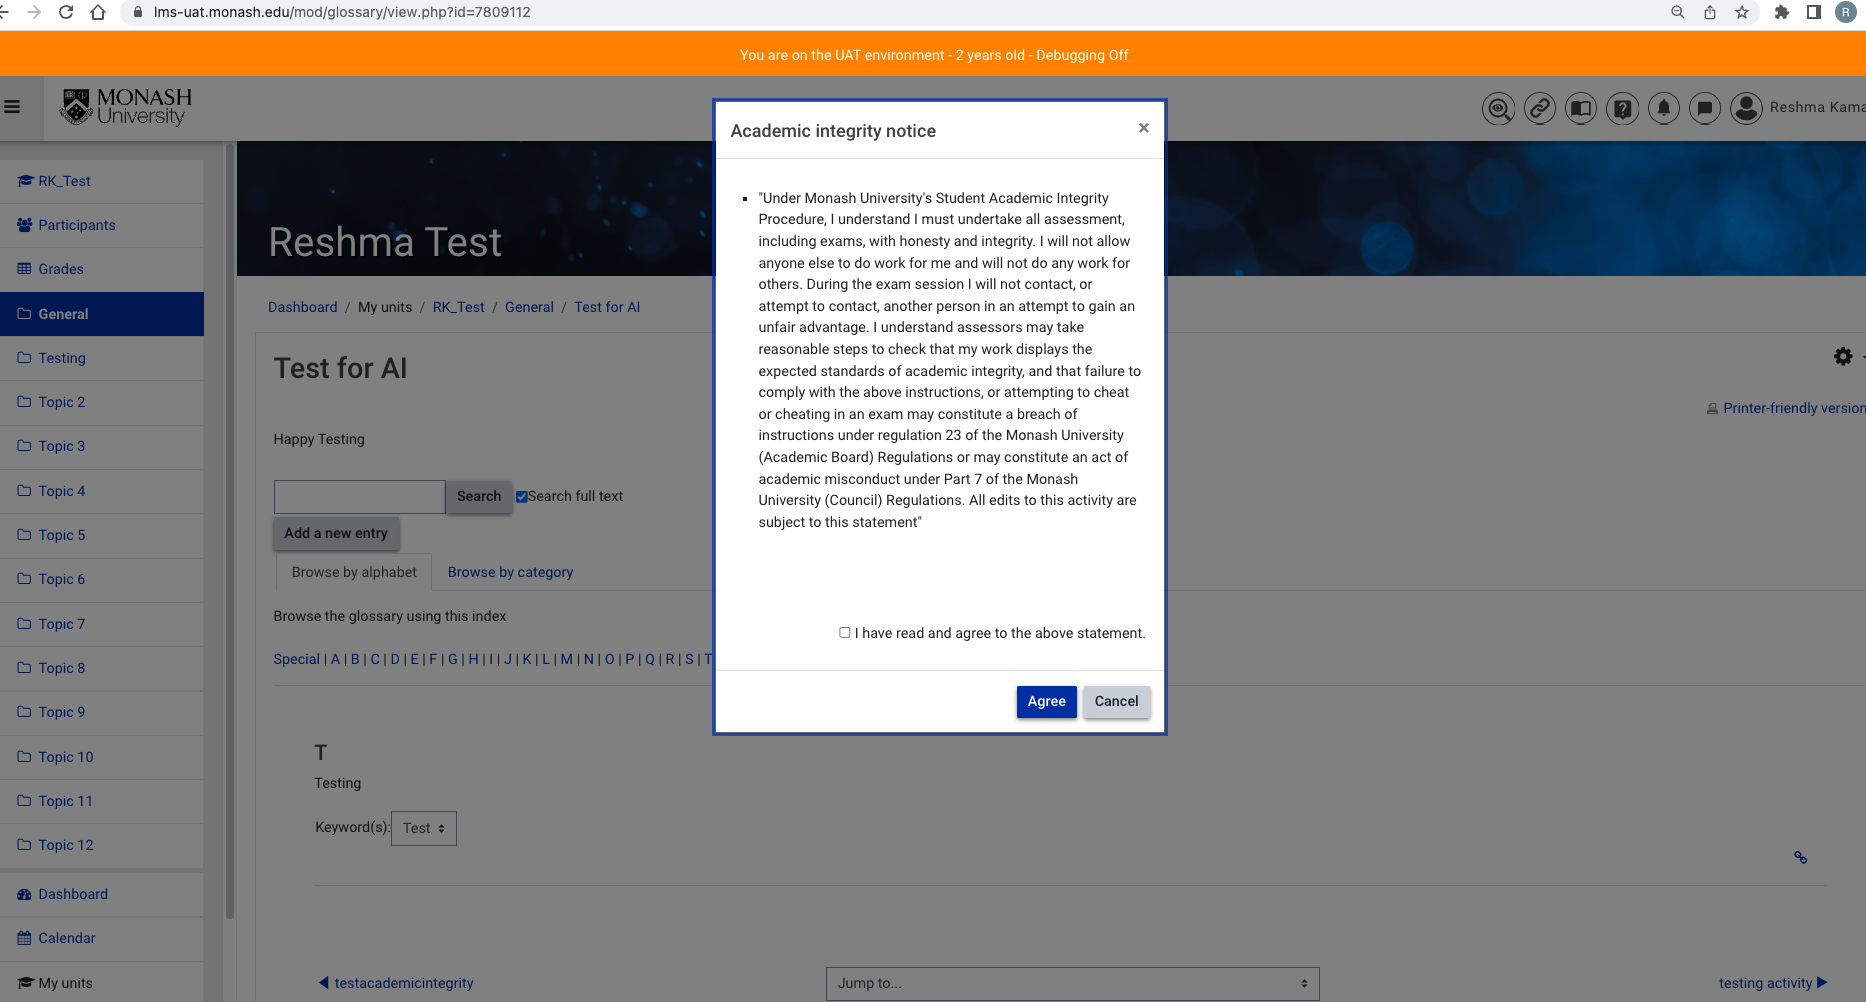 lms-uat.monash.edu/mod/glossary/view.php?id=7809112
R
You are on the UAT environment - 2 years old - Debugging Off
MONASH
University
Reshma Kama
RK_Test
Participants
Grades
General
Testing
Topic 2
Topic 3
Topic 4
Topic 5
Topic 6
Topic 7
Topic 8
Topic 9
Topic 10
Topic 11
Topic 12
Dashboard
Calendar
My units
Reshma Test
Dashboard / My units / RK_Test / General / Test for AI
Test for AI
Printer-friendly version
Happy Testing
Search
Search full text
Add a new entry
Browse by alphabet
Browse by category
Browse the glossary using this index
Special | A | B | C | D | E | F | G | H | I | J | K | L | M | N | O | P | Q | R | S | T
T
Testing
Keyword(s): Test
testacademicintegrity
Jump to...
testing activity
Academic integrity notice
×
"Under Monash University's Student Academic Integrity
Procedure, I understand I must undertake all assessment,
including exams, with honesty and integrity. I will not allow
anyone else to do work for me and will not do any work for
others. During the exam session I will not contact, or
attempt to contact, another person in an attempt to gain an
unfair advantage. I understand assessors may take
reasonable steps to check that my work displays the
expected standards of academic integrity, and that failure to
comply with the above instructions, or attempting to cheat
or cheating in an exam may constitute a breach of
instructions under regulation 23 of the Monash University
(Academic Board) Regulations or may constitute an act of
academic misconduct under Part 7 of the Monash
University (Council) Regulations. All edits to this activity are
subject to this statement"
I have read and agree to the above statement.
Agree
Cancel